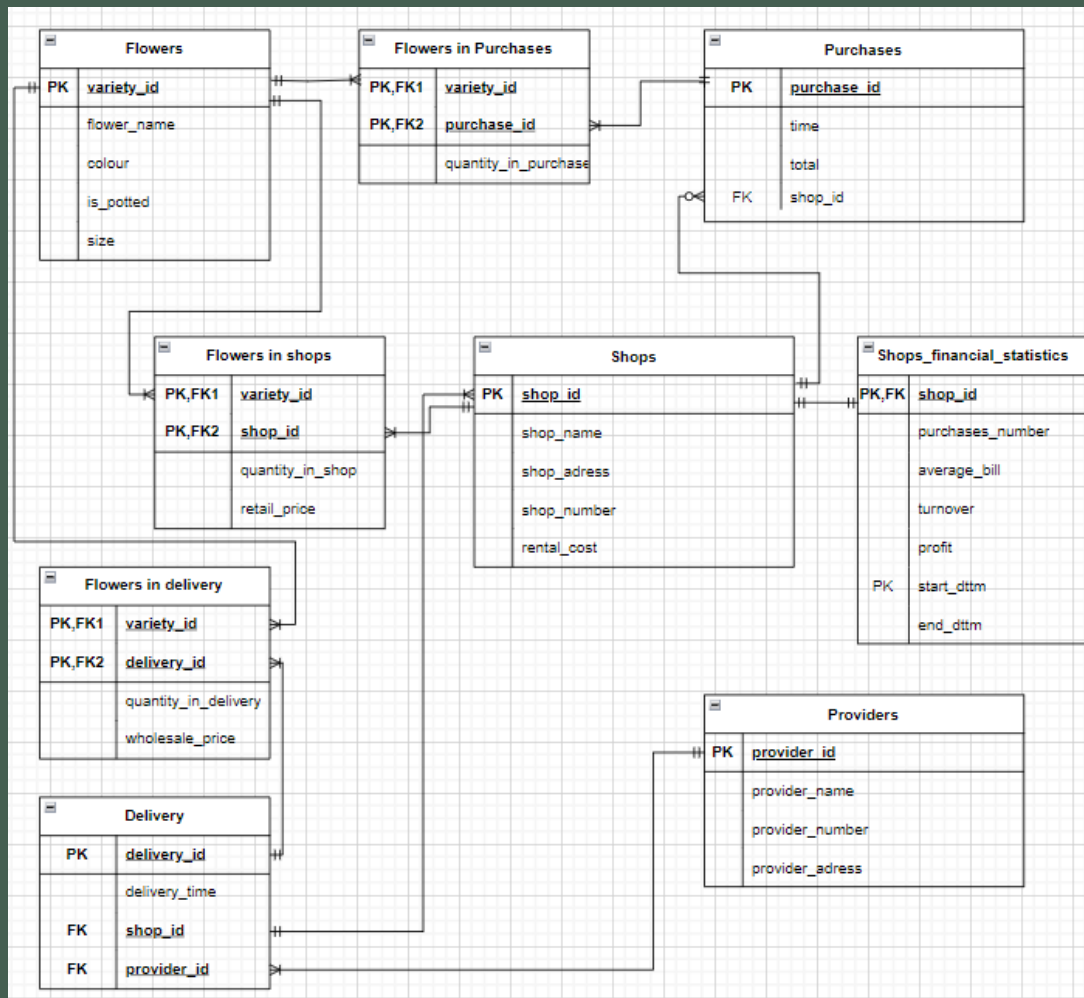 Flowers
PK variety_id
flower_name
colour
is_potted
size
Flowers in Purchases
PK,FK1 variety_id
PK,FK2 purchase_id
quantity_in_purchase
Purchases
PK purchase_id
time
total
FK shop_id
Flowers in shops
PK,FK1 variety_id
PK,FK2 shop_id
quantity_in_shop
retail_price
Shops
PK shop_id
shop_name
shop_adress
shop_number
rental_cost
Shops_financial_statistics
PK,FK shop_id
purchases_number
average_bill
turnover
profit
PK start_dttm
end_dttm
Flowers in delivery
PK,FK1 variety_id
PK,FK2 delivery_id
quantity_in_delivery
wholesale_price
Providers
PK provider_id
provider_name
provider_number
provider_adress
Delivery
PK delivery_id
delivery_time
FK shop_id
FK provider_id